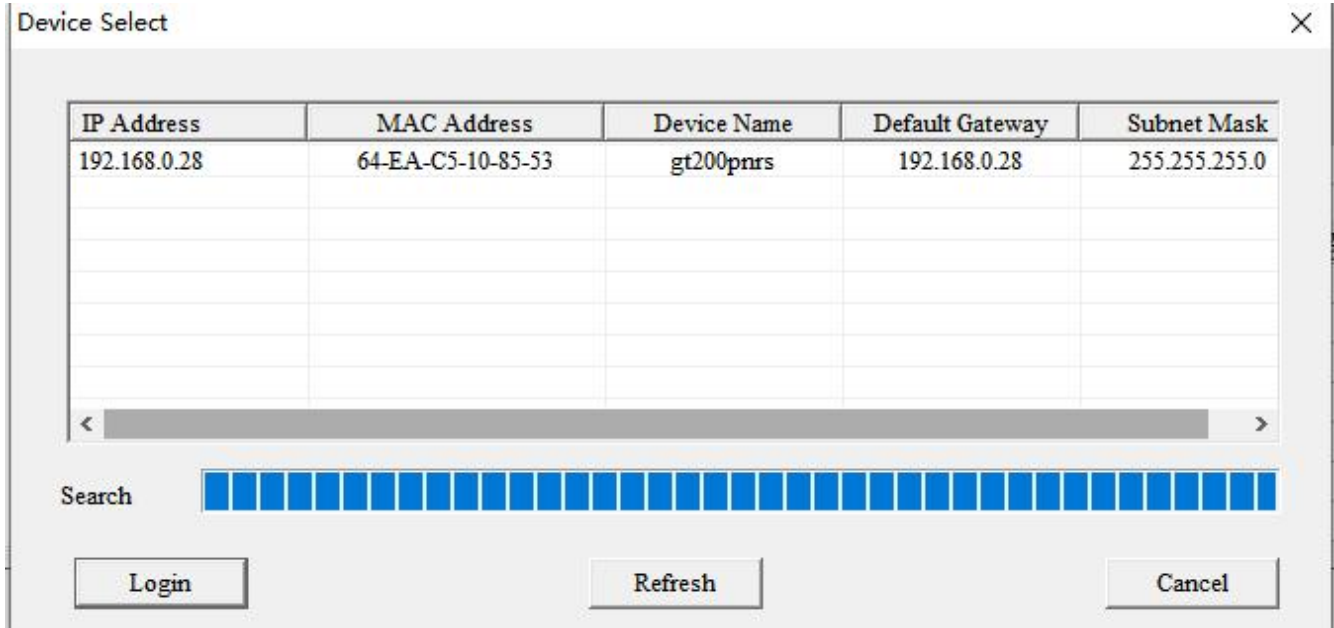 Device Select
IP Address MAC Address Device Name Default Gateway Subnet Mask
192.168.0.28 64-EA-C5-10-85-53 gt200pnrs 192.168.0.28 255.255.255.0
Search
Login Refresh Cancel